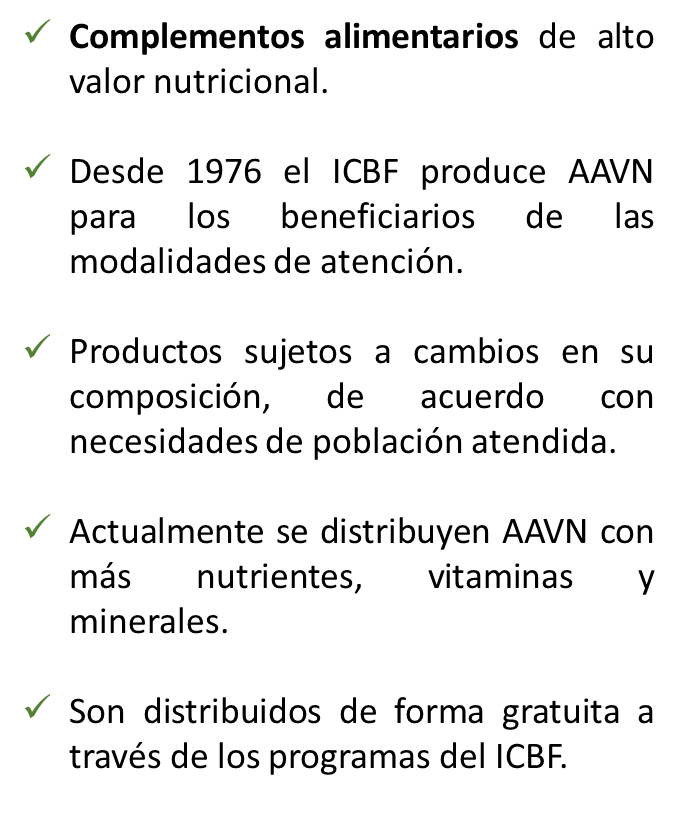 ✓ Complementos alimentarios de alto
valor nutricional.
✓ Desde 1976 el ICBF produce AAVN
para los beneficiarios de las
modalidades de atención.
✓ Productos sujetos a cambios en su
composición, de acuerdo con
necesidades de población atendida.
✓ Actualmente se distribuyen AAVN con
más nutrientes, vitaminas y
minerales.
✓ Son distribuidos de forma gratuita a
través de los programas del ICBF.